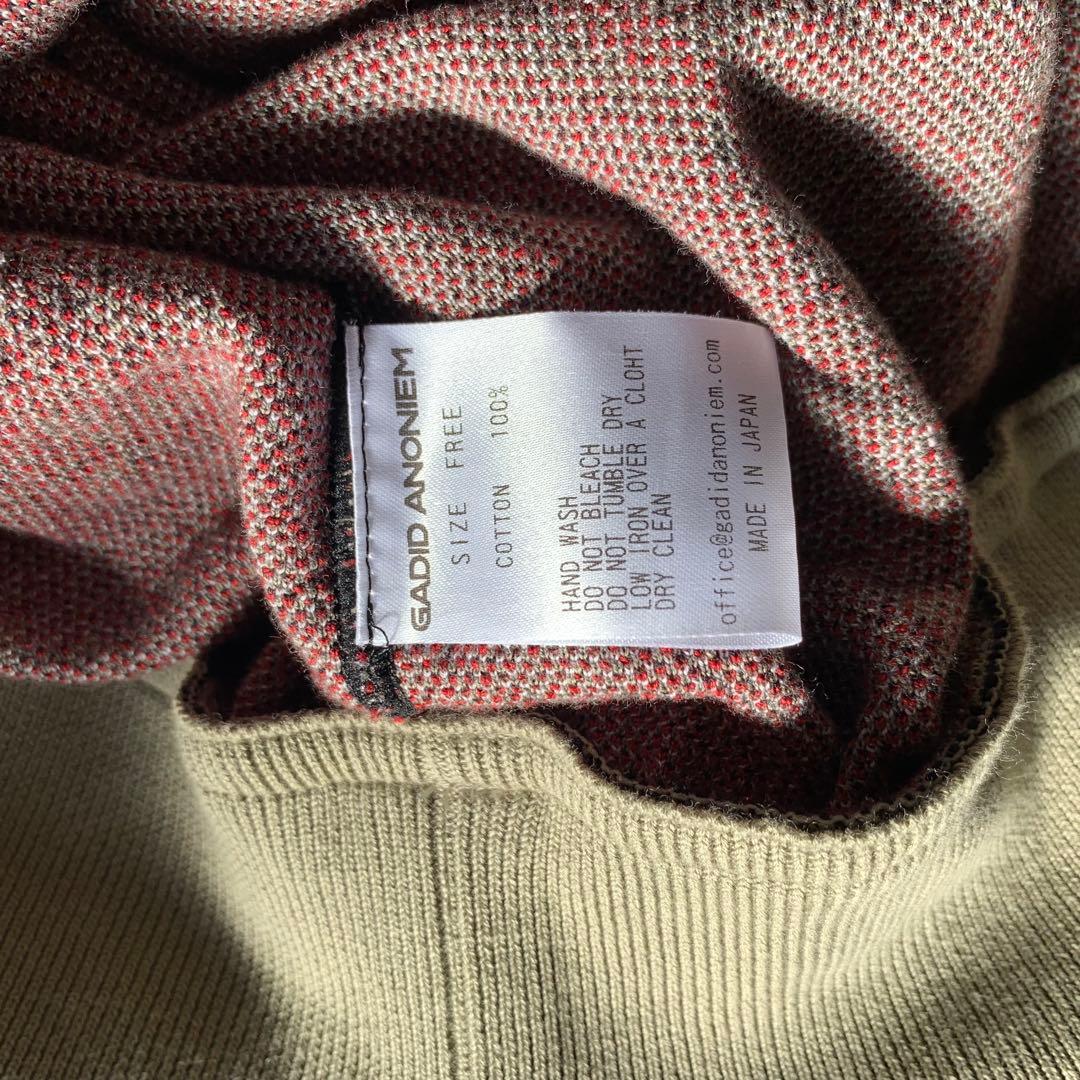 GADID ANONIEM
SIZE FREE
COTTON 100%
HAND WASH
DO NOT BLEACH
DO NOT TUMBLE DRY
LOW IRON OVER A CLOHT
DRY CLEAN
office@gadidanoniem.com
MADE IN JAPAN